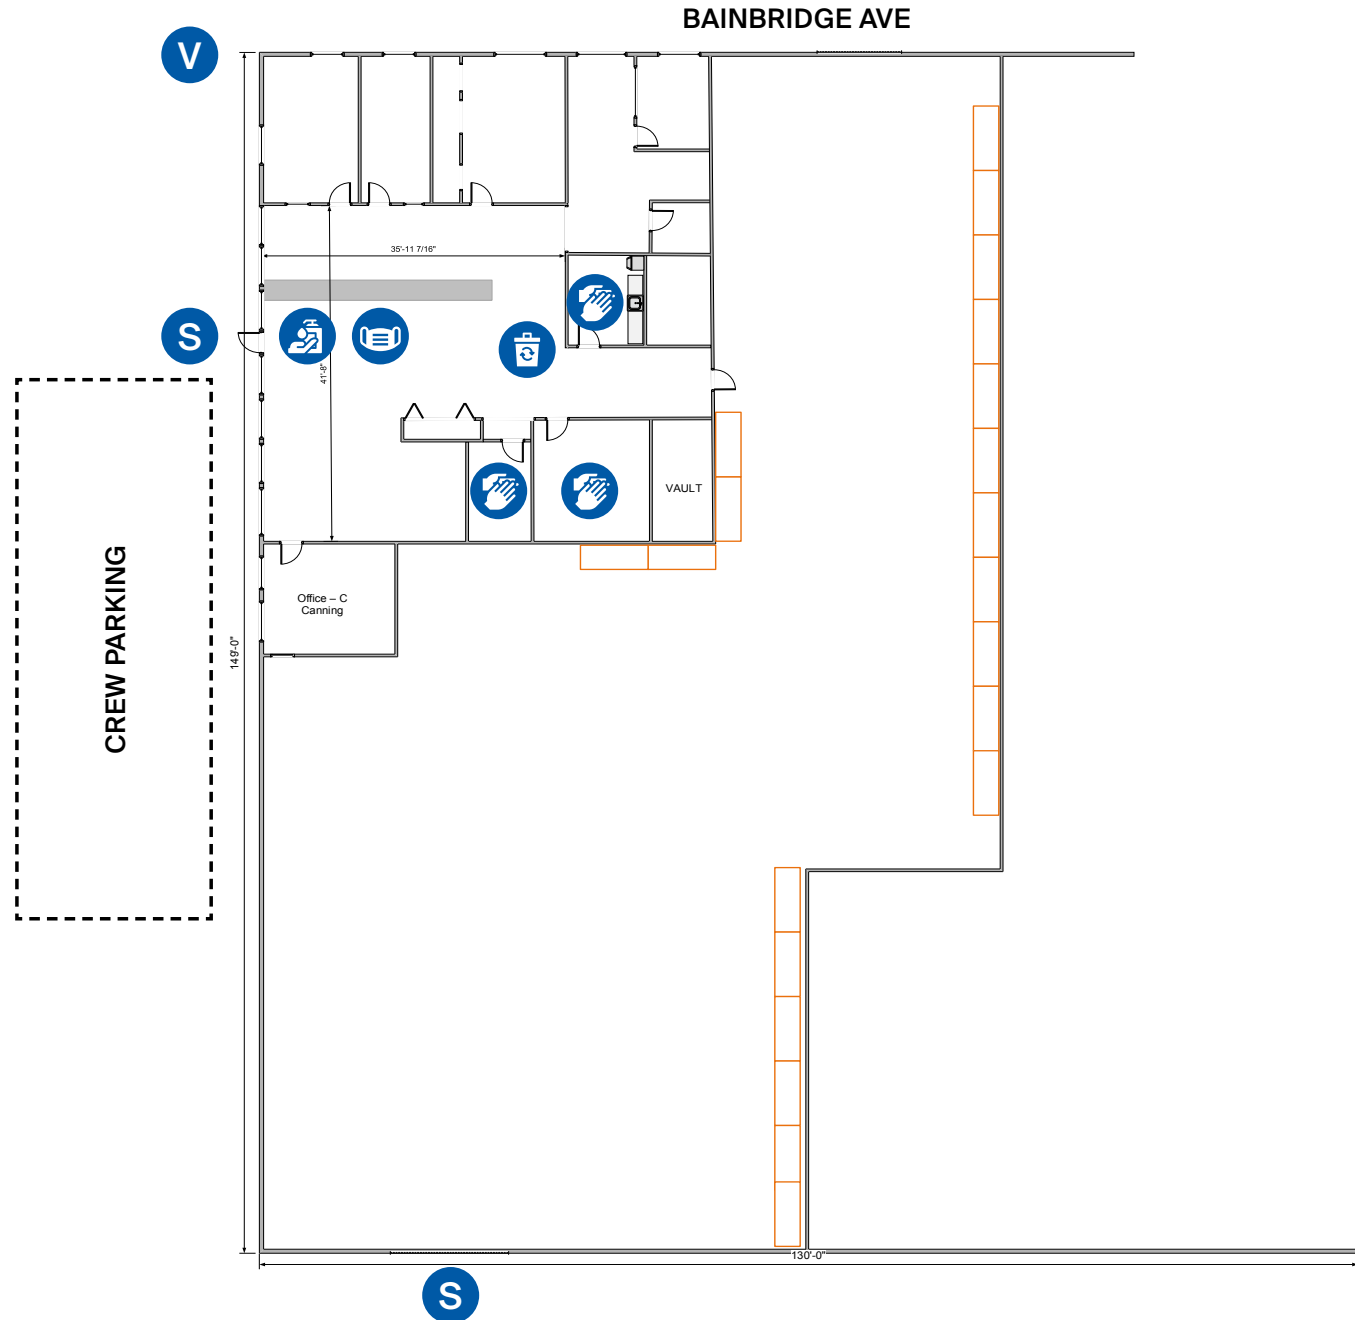 BAINBRIDGE AVE
V
35'-11 7/16"
S
41'-8"
VAULT
Office – C
Canning
CREW PARKING
149'-0"
130'-0"
S